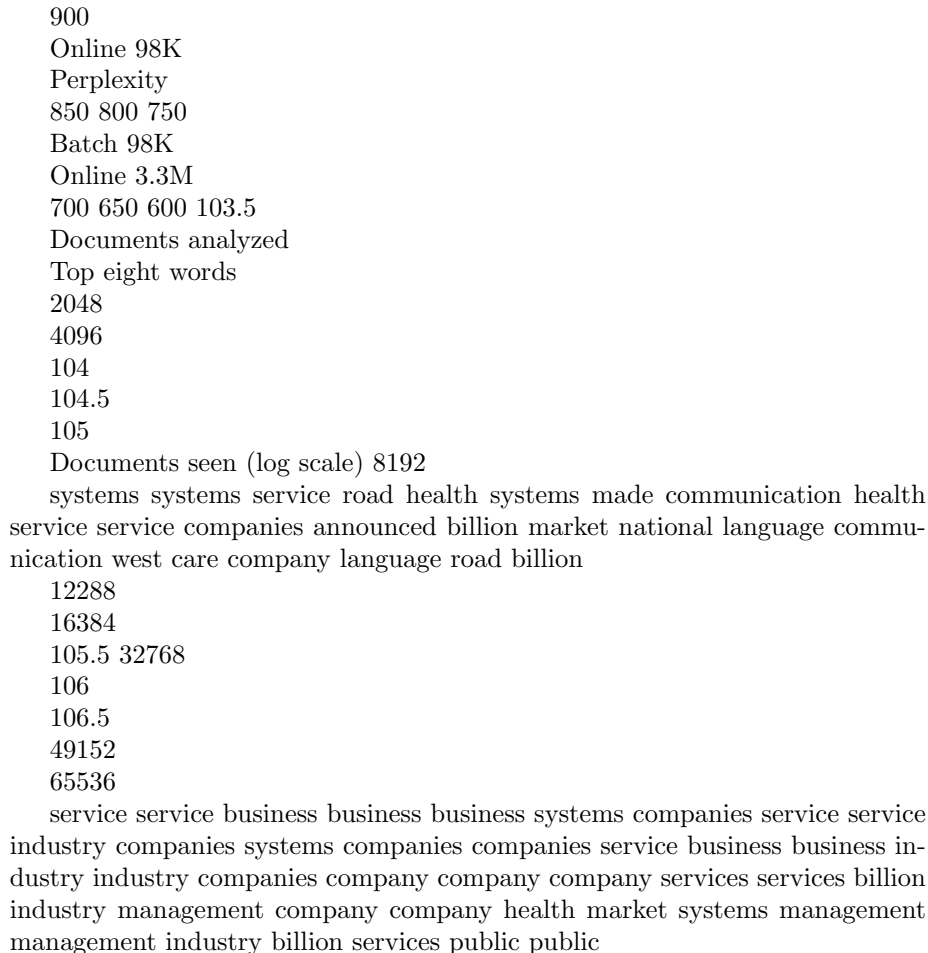 900
Online 98K
Perplexity
850 800 750
Batch 98K
Online 3.3M
700 650 600 103.5
Documents analyzed
Top eight words
2048
4096
104
104.5
105
Documents seen (log scale) 8192
systems systems service road health systems made communication health
service service companies announced billion market national language commu-
nication west care company language road billion
12288
16384
105.5 32768
106
106.5
49152
65536
service service business business business systems companies service service
industry companies systems companies companies service business business in-
dustry industry companies company company company services services billion
industry management company company health market systems management
management industry billion services public public